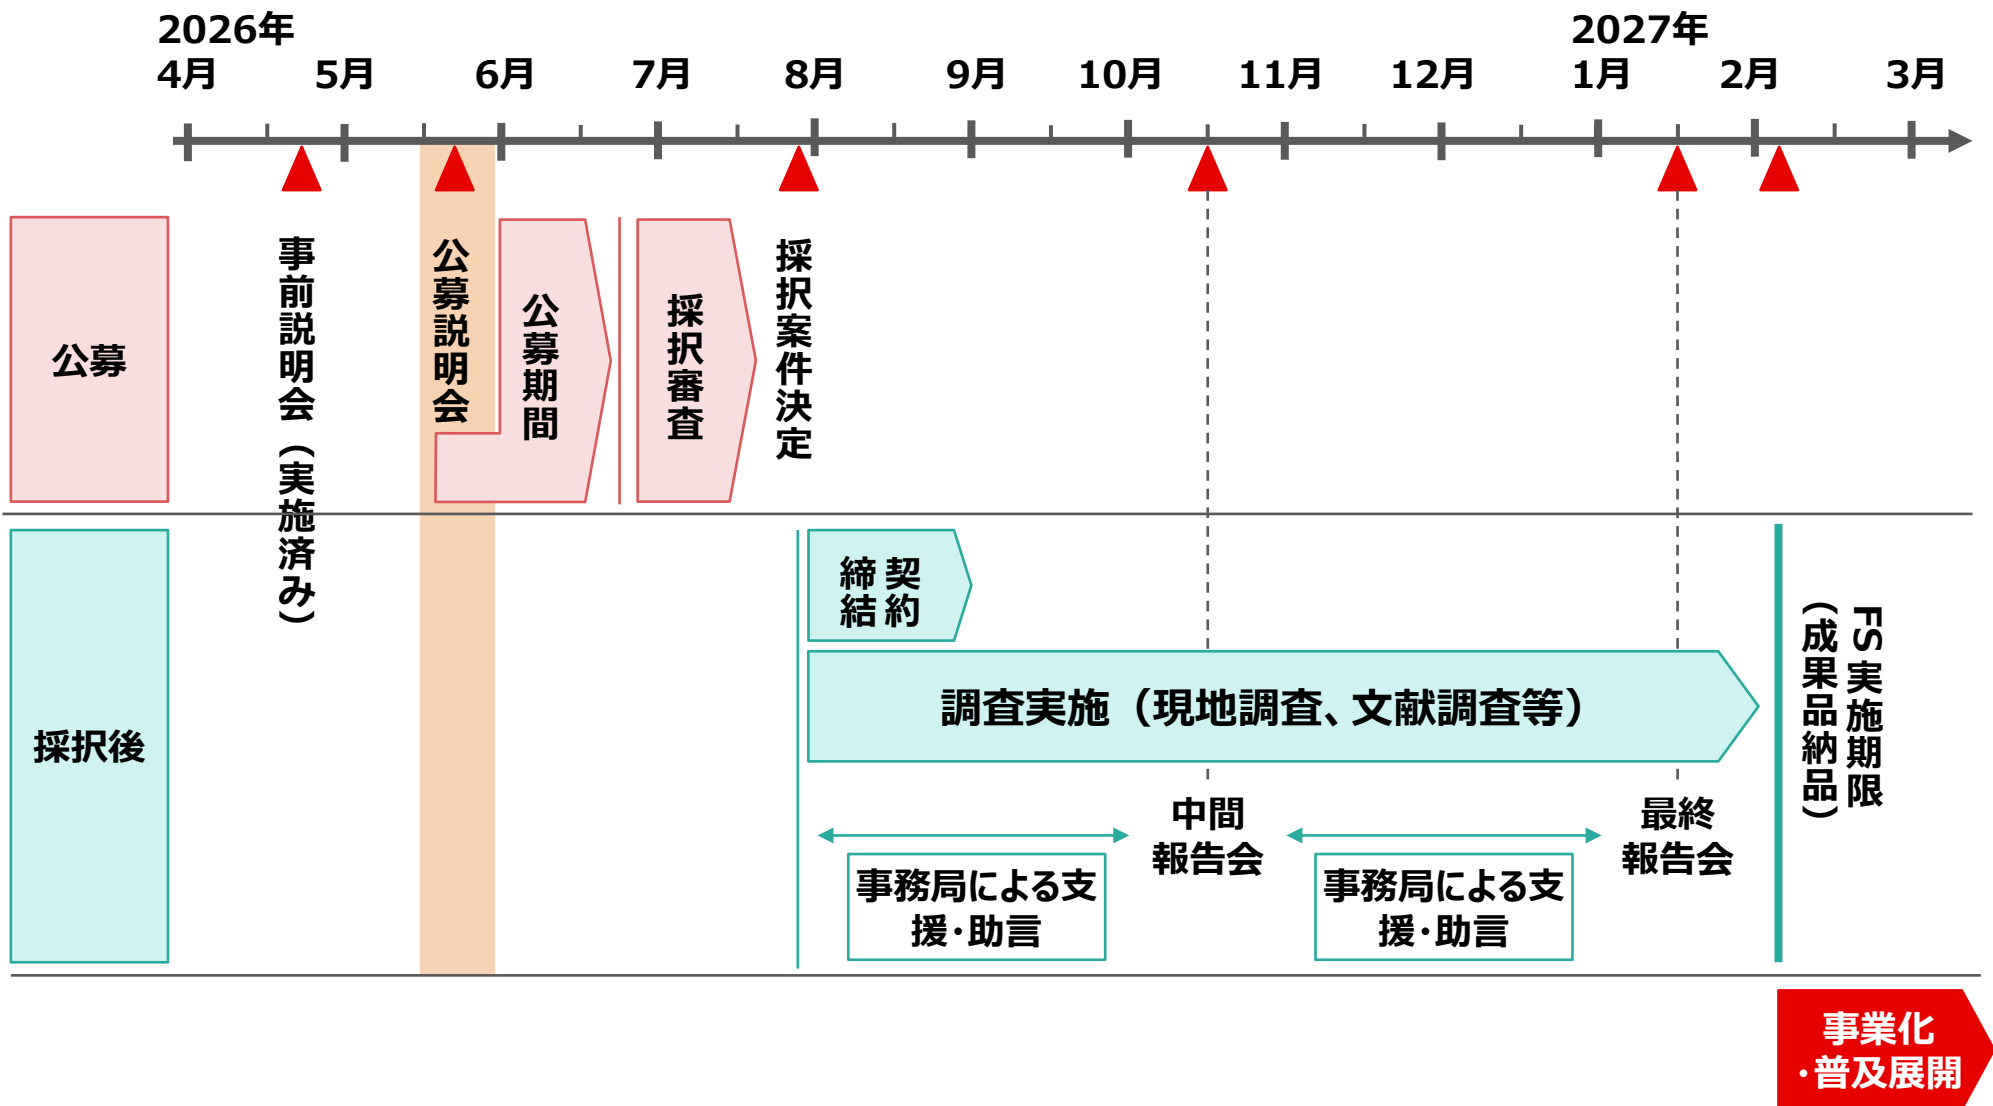 2026年
2027年
4月
5月
6月
7月
8月
9月
10月
11月
12月
1月
2月
3月
公募
事前説明会（実施済み）
公募説明会
公募期間
採択審査
採択案件決定
採択後
契約
締結
調査実施（現地調査、文献調査等）
中間
報告会
最終
報告会
事務局による支
援・助言
事務局による支
援・助言
FS実施期限
（成果品納品）
事業化
・普及展開